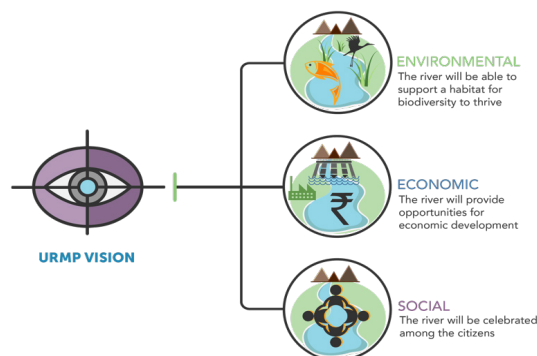 ENVIRONMENTAL
The river will be able to
support a habitat for
biodiversity to thrive
ECONOMIC
The river will provide
opportunities for
economic development
₹
URMP VISION
SOCIAL
The river will be celebrated
among the citizens